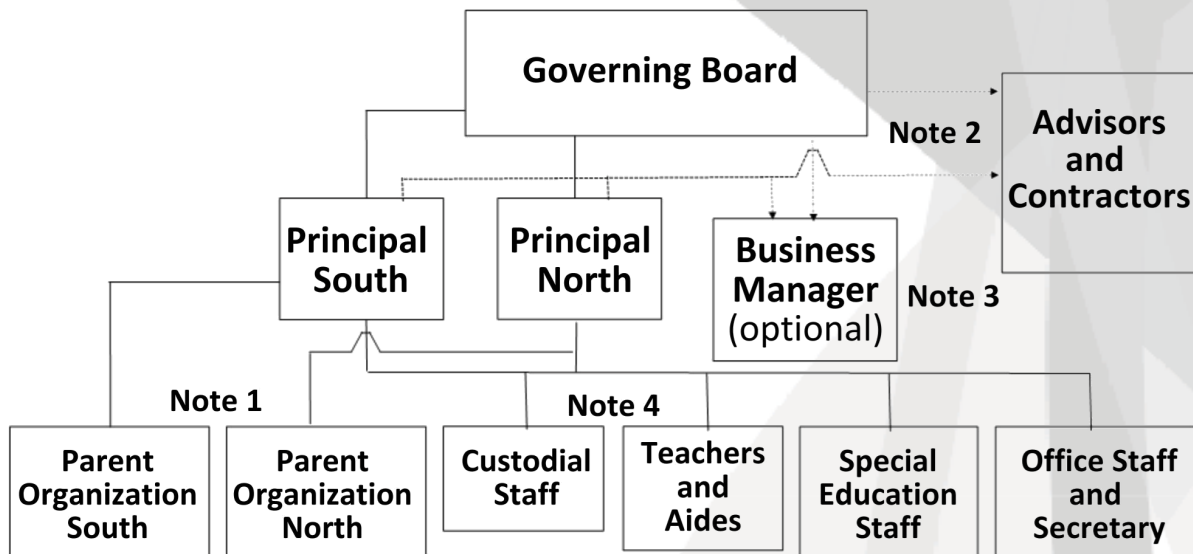 Governing Board
Note 2
Advisors
and
Contractors
Principal
South
Principal
North
Business
Manager
(optional)
Note 3
Note 1
Note 4
Parent
Organization
South
Parent
Organization
North
Custodial
Staff
Teachers
and
Aides
Special
Education
Staff
Office Staff
and
Secretary